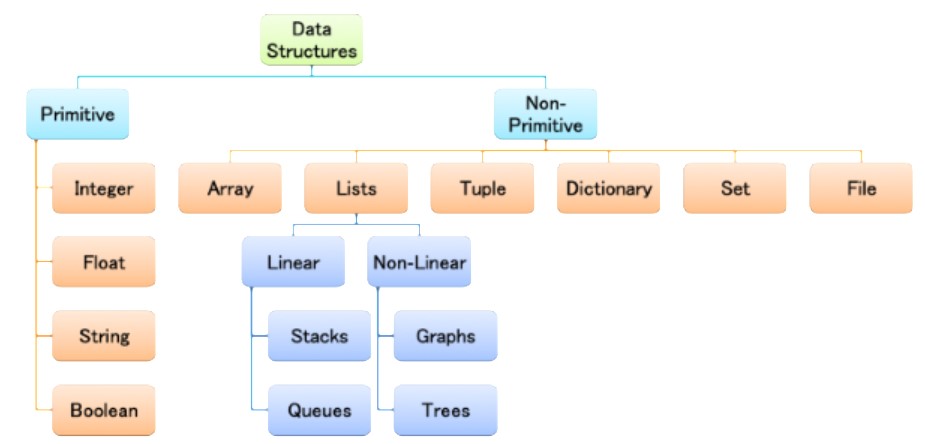 Data
Structures
Primitive
Non-
Primitive
Integer
Array
Lists
Tuple
Dictionary
Set
File
Float
Linear
Non-Linear
String
Stacks
Graphs
Boolean
Queues
Trees